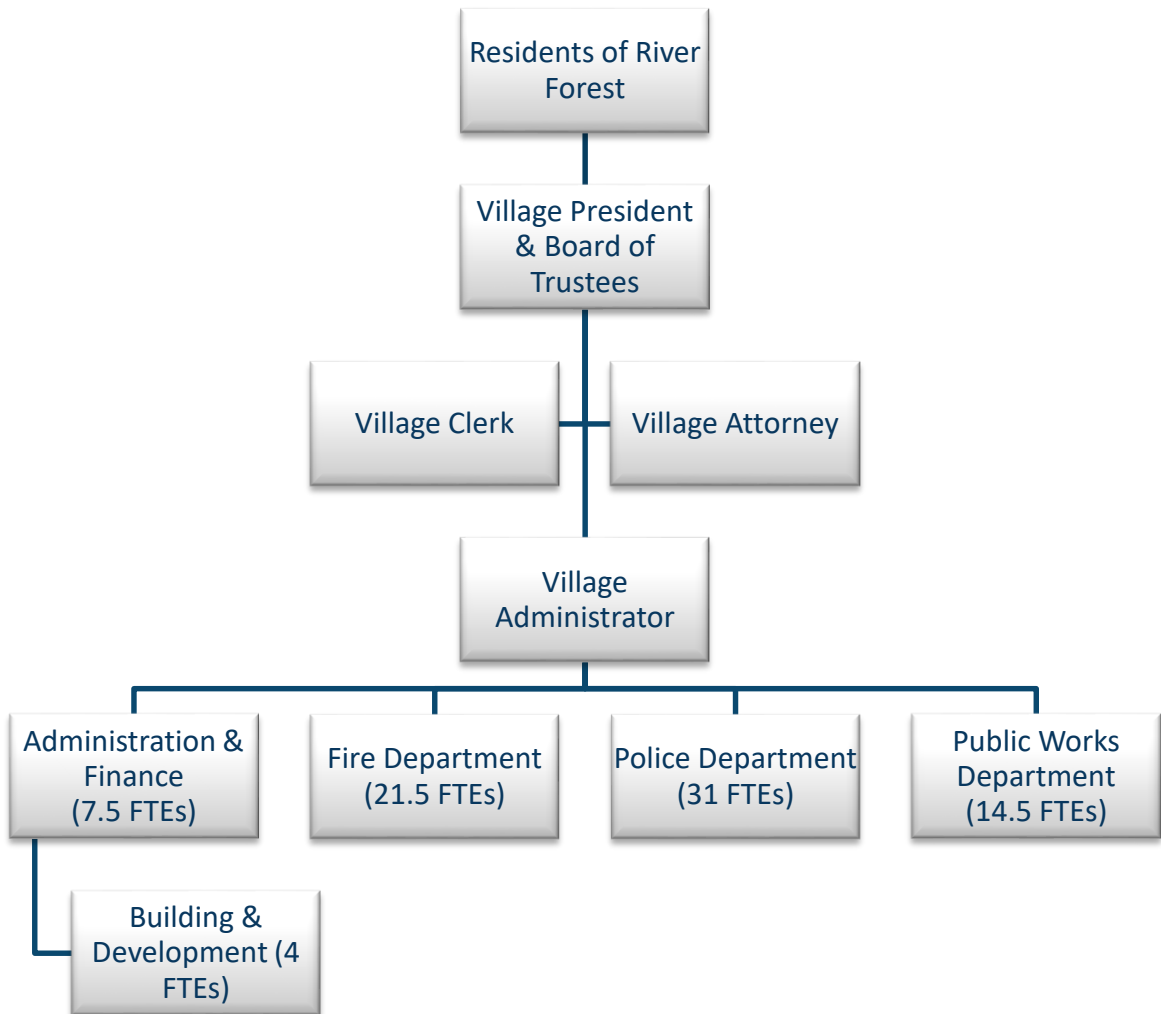 Residents of River
Forest
Village President
& Board of
Trustees
Village Clerk
Village Attorney
Village
Administrator
Administration &
Finance
(7.5 FTEs)
Fire Department
(21.5 FTEs)
Police Department
(31 FTEs)
Public Works
Department
(14.5 FTEs)
Building &
Development (4
FTEs)